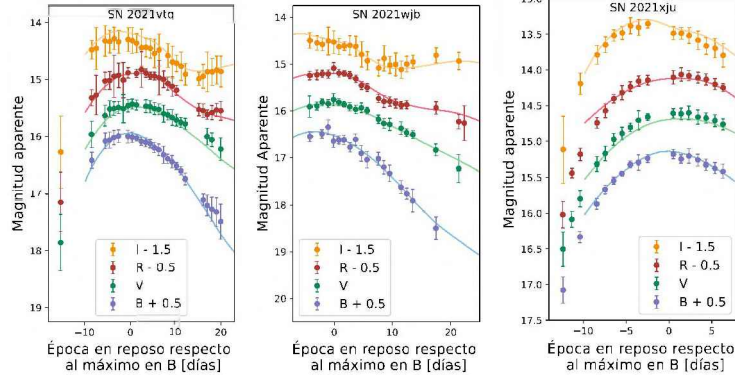 SN 2021vtq
14
15
16
17
18
19
Magnitud aparente
I - 1.5
R - 0.5
V
B + 0.5
−10
0
10
20
Época en reposo respecto
al máximo en B [días]
SN 2021wjb
14
15
16
17
18
19
20
Magnitud Aparente
I - 1.5
R - 0.5
V
B + 0.5
0
10
20
Época en reposo respecto
al máximo en B [días]
SN 2021xju
13.0
13.5
14.0
14.5
15.0
15.5
16.0
16.5
17.0
17.5
Magnitud aparente
I - 1.5
R - 0.5
V
B + 0.5
−10
−5
0
5
Época en reposo respecto
al máximo en B [días]